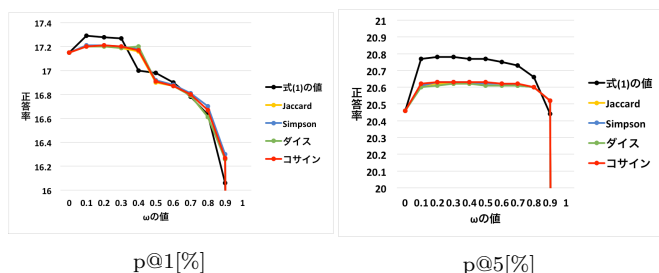 17.4
17.2
17
16.8
16.6
16.4
16.2
16
正答率
0 0.1 0.2 0.3 0.4 0.5 0.6 0.7 0.8 0.9 1
ωの値
式(1)の値
Jaccard
Simpson
ダイス
コサイン
p@1[%]
21
20.9
20.8
20.7
20.6
20.5
20.4
20.3
20.2
20.1
20
正答率
0 0.1 0.2 0.3 0.4 0.5 0.6 0.7 0.8 0.9 1
ωの値
式(1)の値
Jaccard
Simpson
ダイス
コサイン
p@5[%]